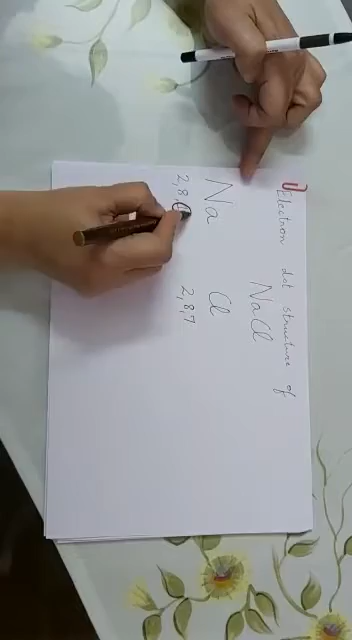 Electron dot structure of
NaCl
Na Cl
2,8, 2,8,7